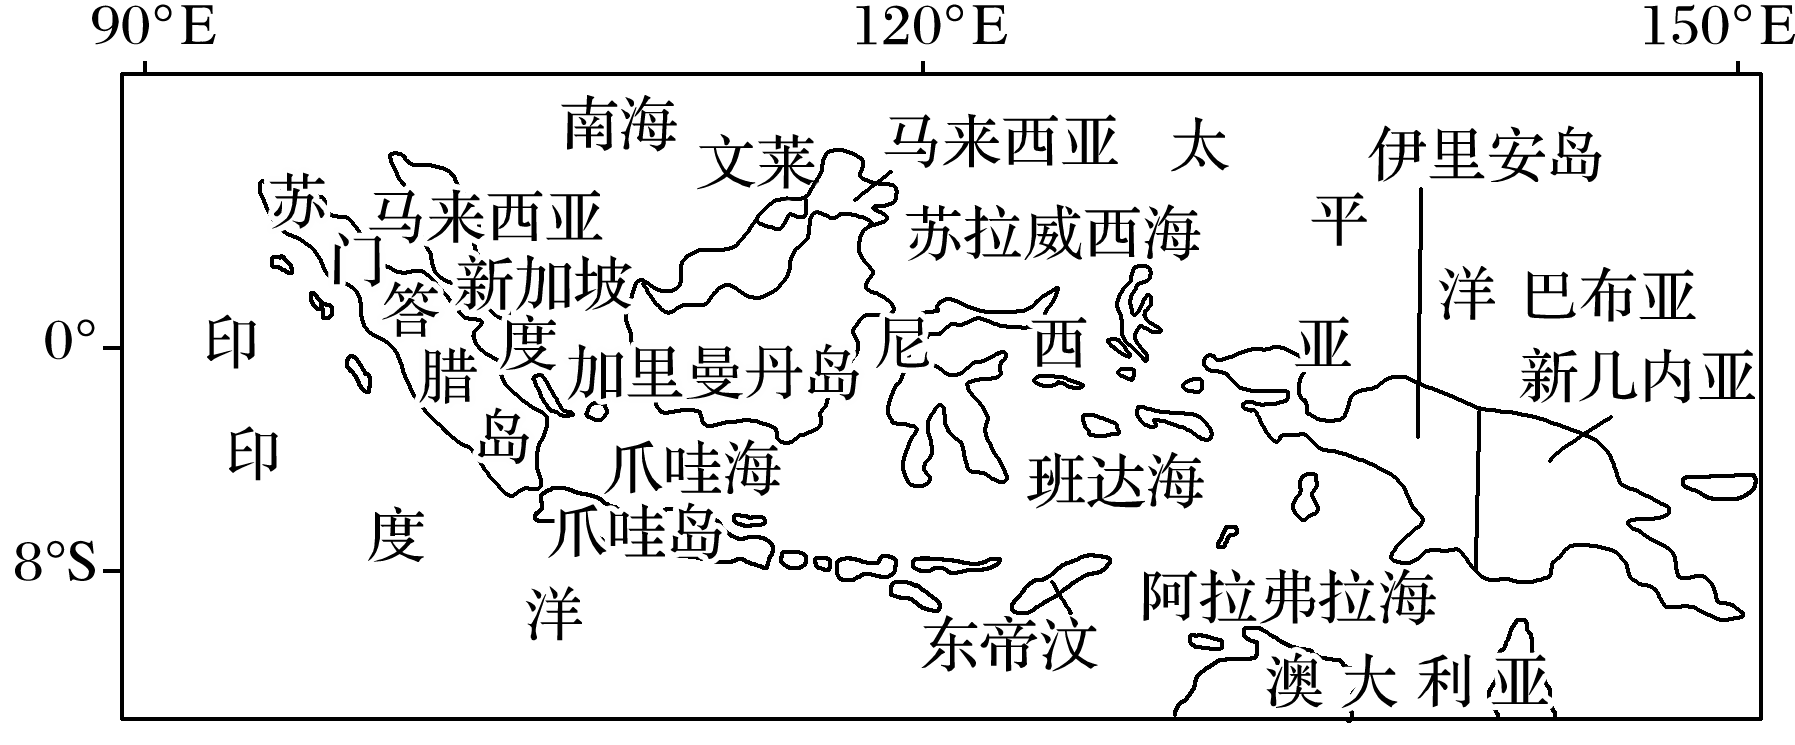 90°E 120°E 150°E
南海
文莱
马来西亚
太
平
洋
伊里安岛
苏门答腊岛
马来西亚
新加坡
苏拉威西海
巴布亚
新几内亚
0°
印度尼西亚
加里曼丹岛
爪哇海
班达海
爪哇岛
8°S
印
度
洋
东帝汶
阿拉弗拉海
澳大利亚